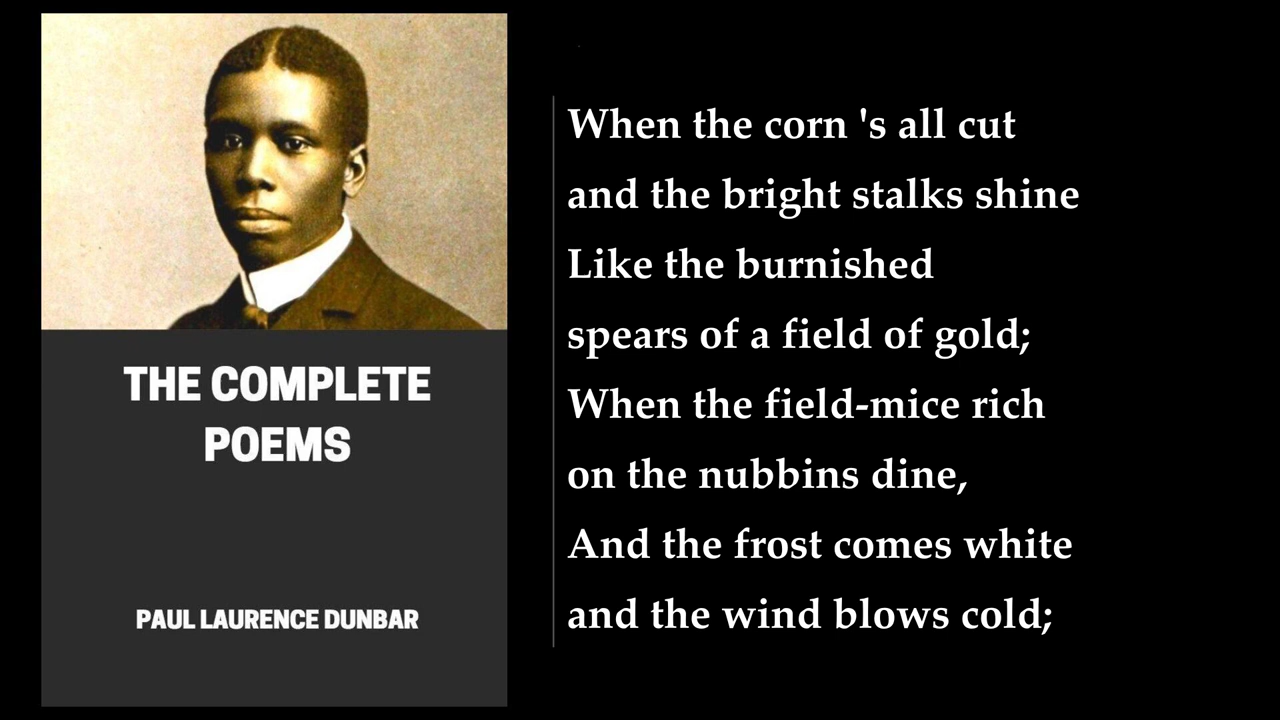 THE COMPLETE
POEMS
PAUL LAURENCE DUNBAR
When the corn 's all cut
and the bright stalks shine
Like the burnished
spears of a field of gold;
When the field-mice rich
on the nubbins dine,
And the frost comes white
and the wind blows cold;